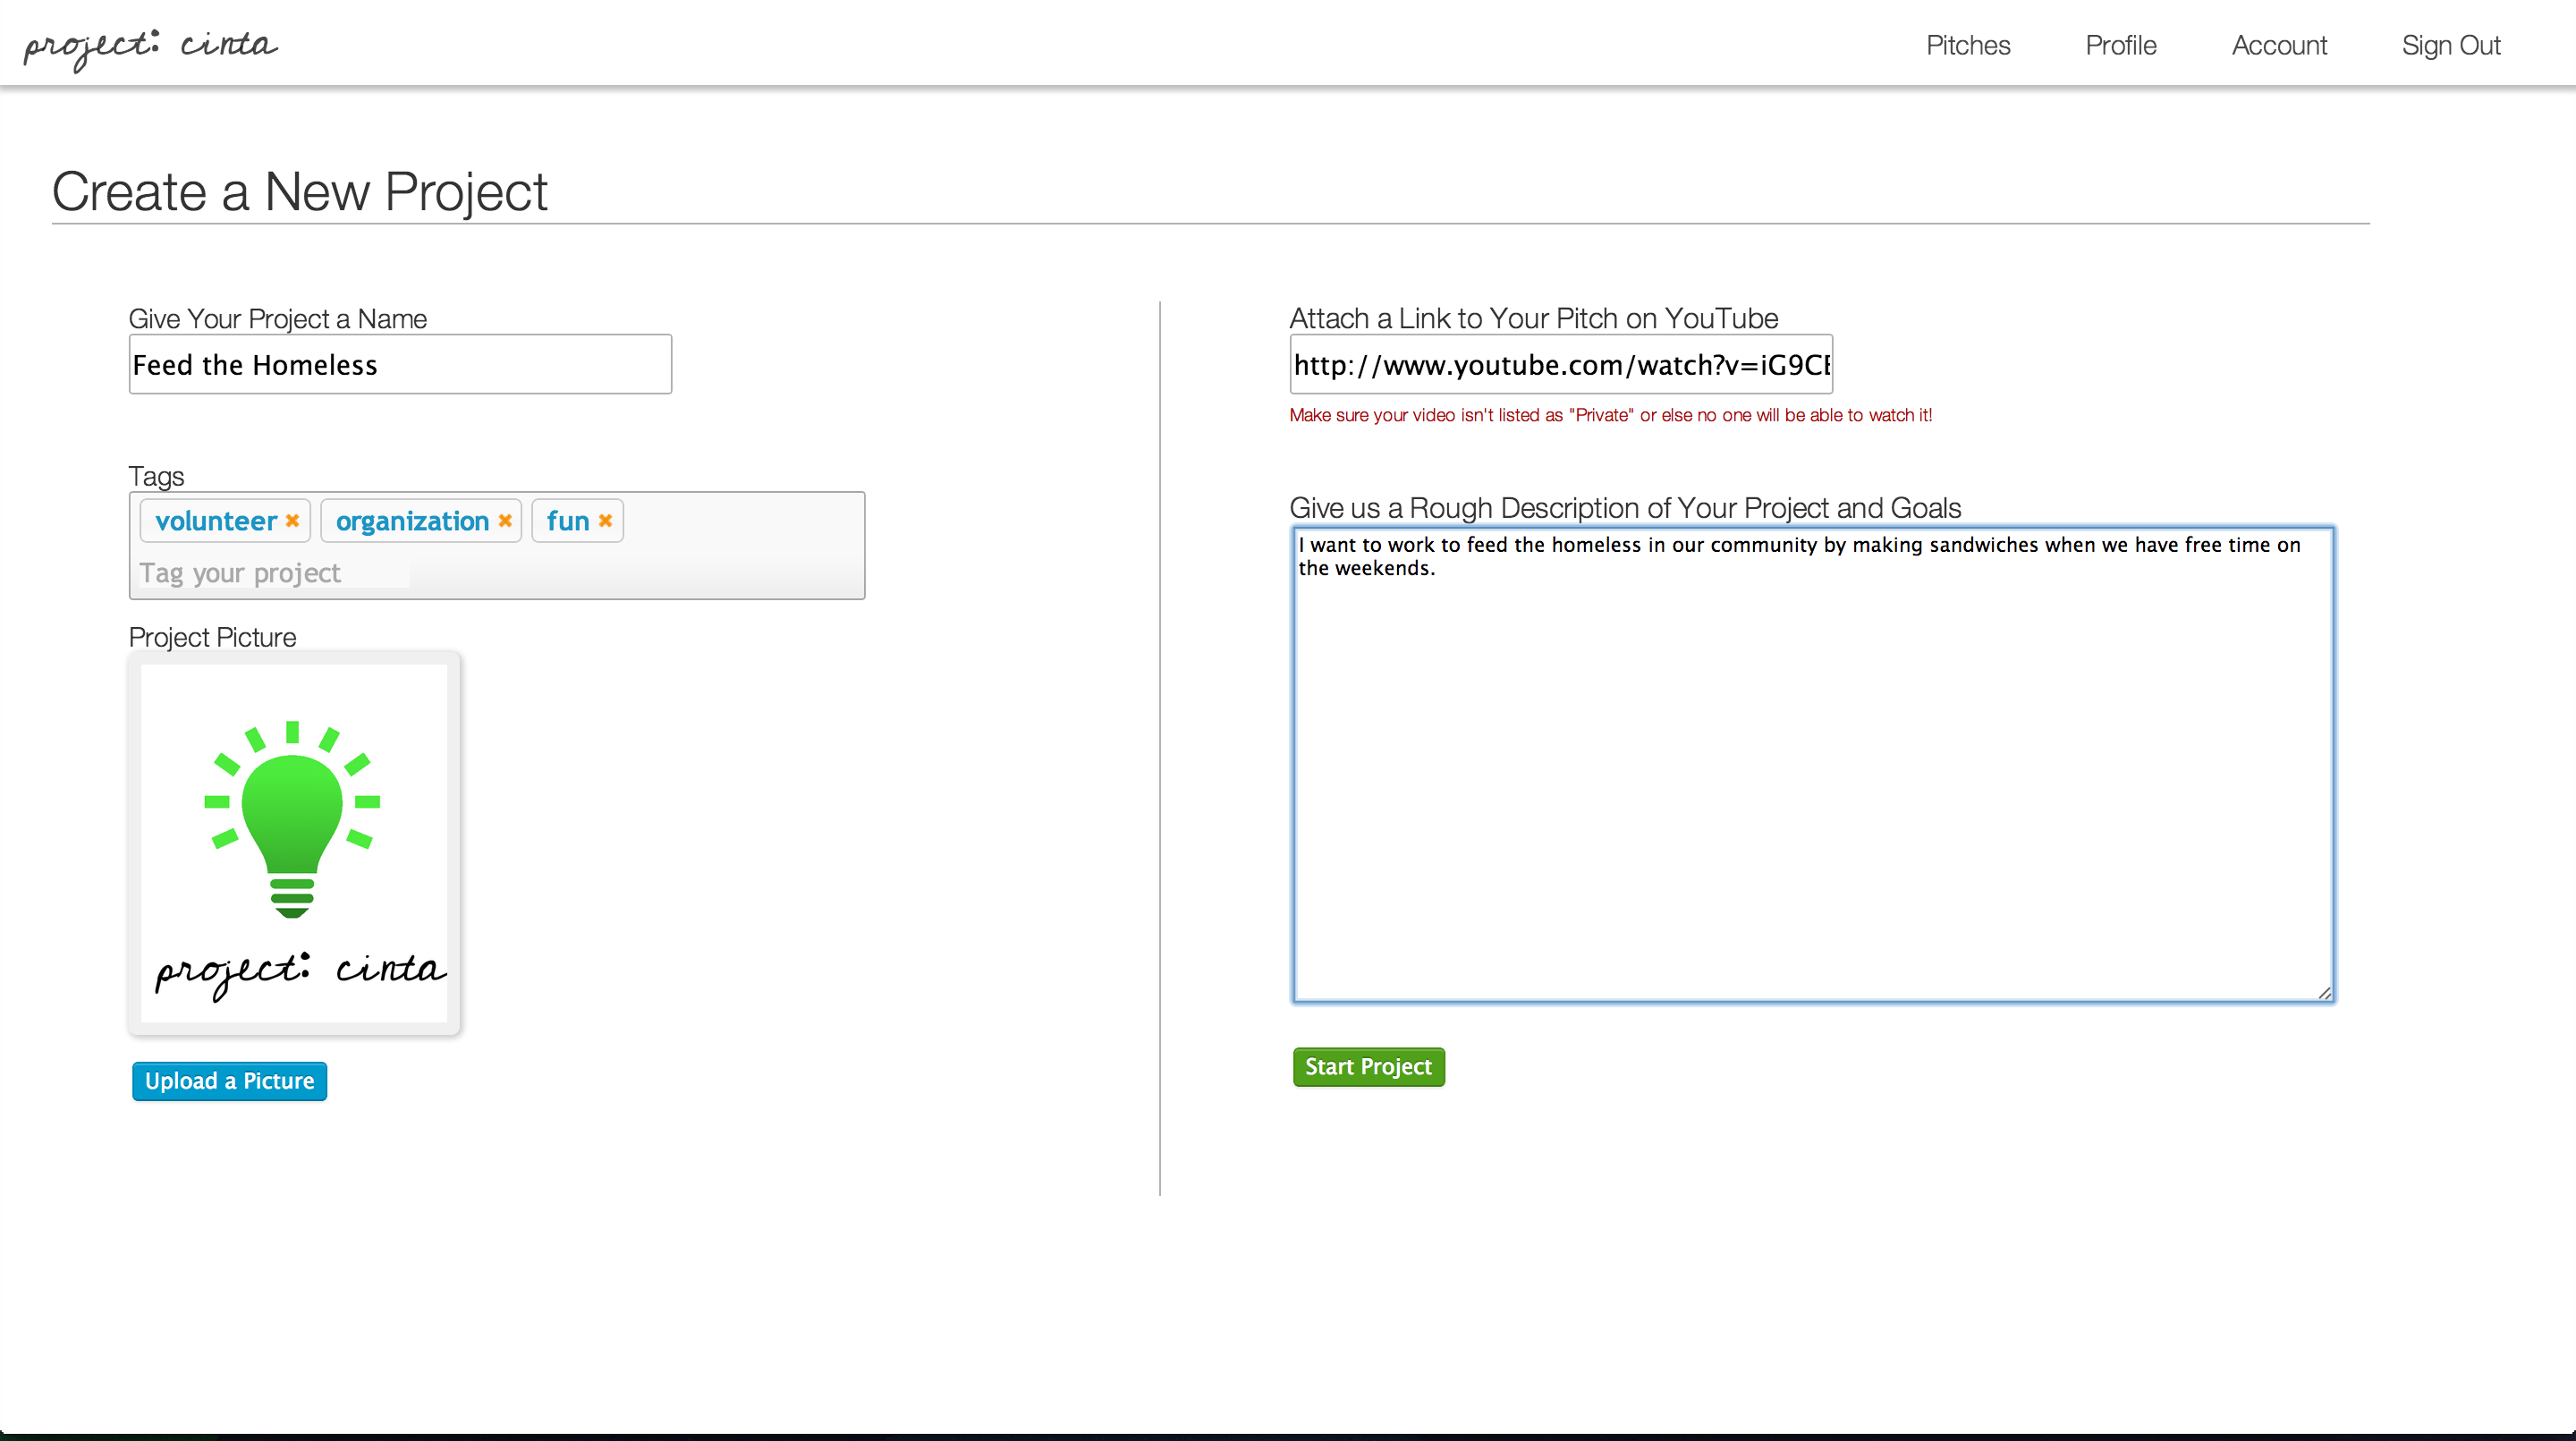 project: cinta
Pitches
Profile
Account
Sign Out
Create a New Project
Give Your Project a Name
Feed the Homeless
Tags
volunteer
organization
fun
Tag your project
Project Picture
project: cinta
Upload a Picture
Attach a Link to Your Pitch on YouTube
http://www.youtube.com/watch?v=iG9C
Make sure your video isn't listed as "Private" or else no one will be able to watch it!
Give us a Rough Description of Your Project and Goals
I want to work to feed the homeless in our community by making sandwiches when we have free time on
the weekends.
Start Project